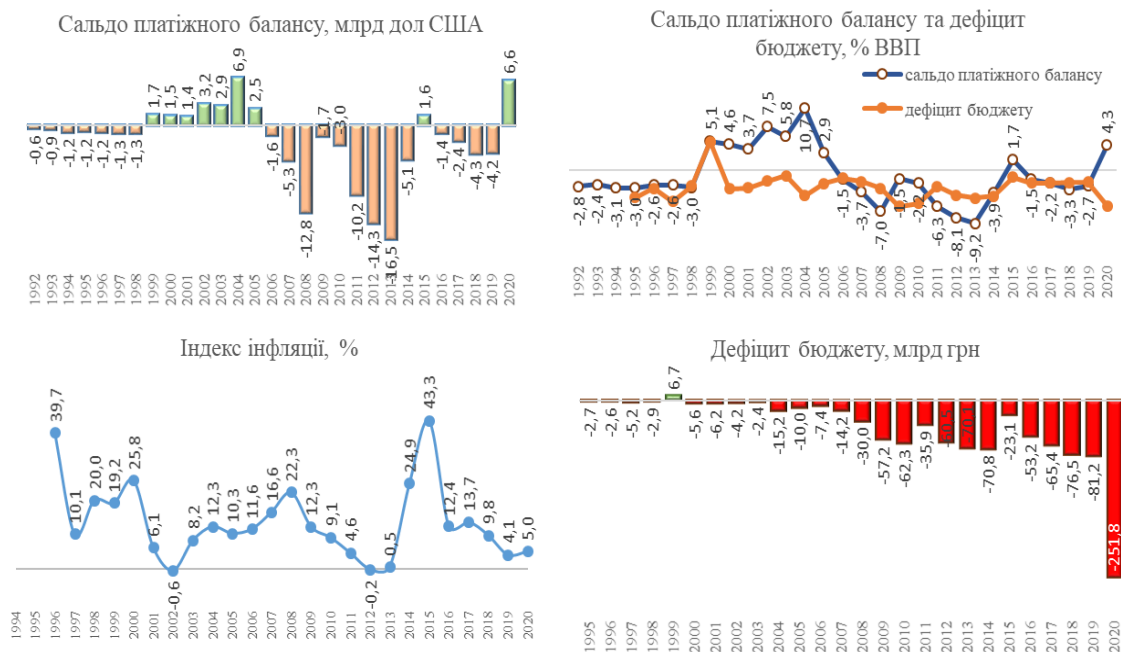 Сальдо платіжного балансу, млрд дол США
-0,6 -0,9 -1,2 -1,2 -1,2 -1,3 -1,3 1,7 1,5 1,4 3,2 2,9 6,9 2,5 -1,6 -5,3 -12,8 -1,7 -3,0 -10,2 -14,3 -16,5 -5,1 1,6 -1,4 -2,4 -4,3 -4,2 6,6
1992 1993 1994 1995 1996 1997 1998 1999 2000 2001 2002 2003 2004 2005 2006 2007 2008 2009 2010 2011 2012 2013 2014 2015 2016 2017 2018 2019 2020
Сальдо платіжного балансу та дефіцит
бюджету, % ВВП
сальдо платіжного балансу
дефіцит бюджету
-2,8 -2,4 -3,1 -3,0 -2,6 -2,6 -3,0 5,1 4,6 3,7 7,5 5,8 10,7 2,9 -1,5 -3,7 -7,0 -1,5 -2,2 -6,3 -8,1 -9,2 -3,9 1,7 -1,5 -2,2 -3,3 -2,7 4,3
1992 1993 1994 1995 1996 1997 1998 1999 2000 2001 2002 2003 2004 2005 2006 2007 2008 2009 2010 2011 2012 2013 2014 2015 2016 2017 2018 2019 2020
Індекс інфляції, %
39,7 10,1 20,0 19,2 25,8 6,1 -0,6 8,2 12,3 10,3 11,6 16,6 22,3 12,3 9,1 4,6 -0,2 0,5 24,9 43,3 12,4 13,7 9,8 4,1 5,0
1994 1995 1996 1997 1998 1999 2000 2001 2002 2003 2004 2005 2006 2007 2008 2009 2010 2011 2012 2013 2014 2015 2016 2017 2018 2019 2020
Дефіцит бюджету, млрд грн
-2,7 -2,6 -5,2 -2,9 6,7 -5,6 -6,2 -4,2 -2,4 -15,2 -10,0 -7,4 -14,2 -30,0 -57,2 -62,3 -35,9 -60,5 -70,1 -70,8 -23,1 -53,2 -65,4 -76,5 -81,2 -251,8
1995 1996 1997 1998 1999 2000 2001 2002 2003 2004 2005 2006 2007 2008 2009 2010 2011 2012 2013 2014 2015 2016 2017 2018 2019 2020